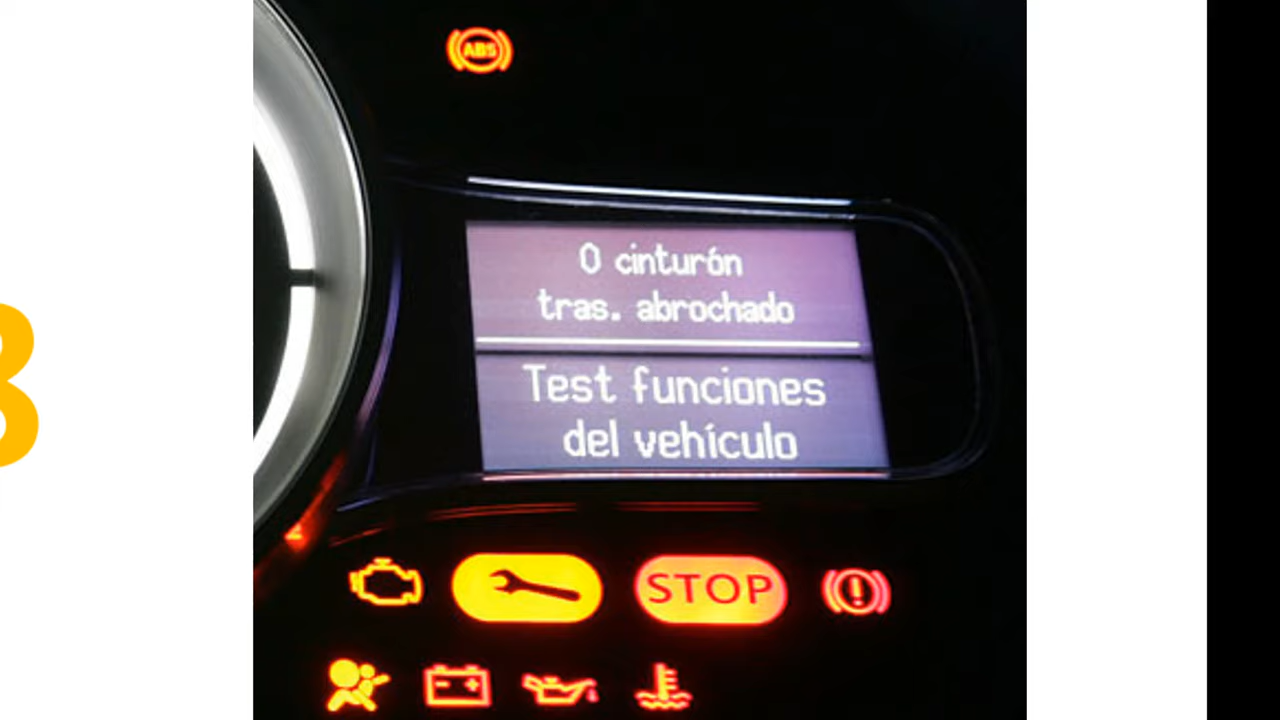 ABS
0 cinturón
tras. abrochado
Test funciones
del vehículo
STOP